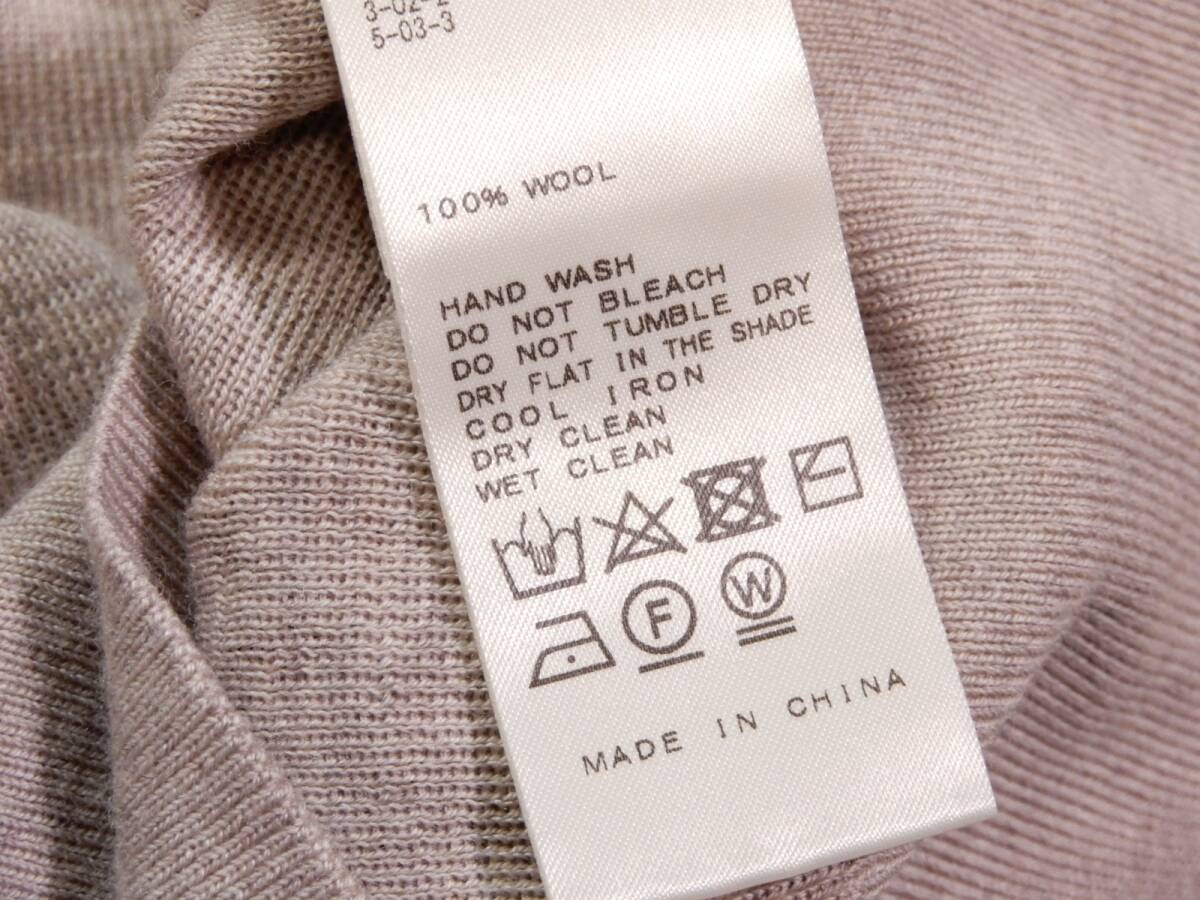 5-03-3
100% WOOL
HAND WASH
DO NOT BLEACH
DO NOT TUMBLE DRY
DRY FLAT IN THE SHADE
COOL IRON
DRY CLEAN
WET CLEAN
F
W
MADE IN CHINA